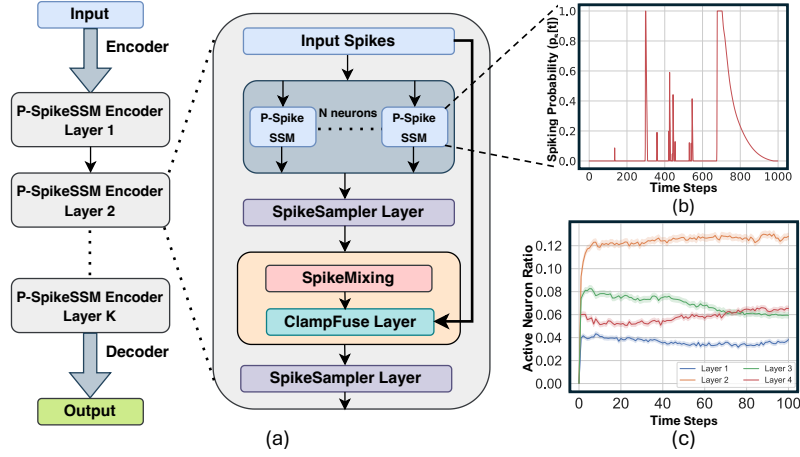 Input
Encoder
P-SpikeSSM Encoder
Layer 1
P-SpikeSSM Encoder
Layer 2
P-SpikeSSM Encoder
Layer K
Decoder
Output
Input Spikes
N neurons
P-Spike
SSM
P-Spike
SSM
SpikeSampler Layer
SpikeMixing
ClampFuse Layer
SpikeSampler Layer
(a)
Spiking Probability (pₛ[t])
1.0
0.8
0.6
0.4
0.2
0.0
0 200 400 600 800 1000
Time Steps
(b)
Active Neuron Ratio
0.12
0.10
0.08
0.06
0.04
0.02
0.00
Layer 1 Layer 3
Layer 2 Layer 4
0 20 40 60 80 100
Time Steps
(c)